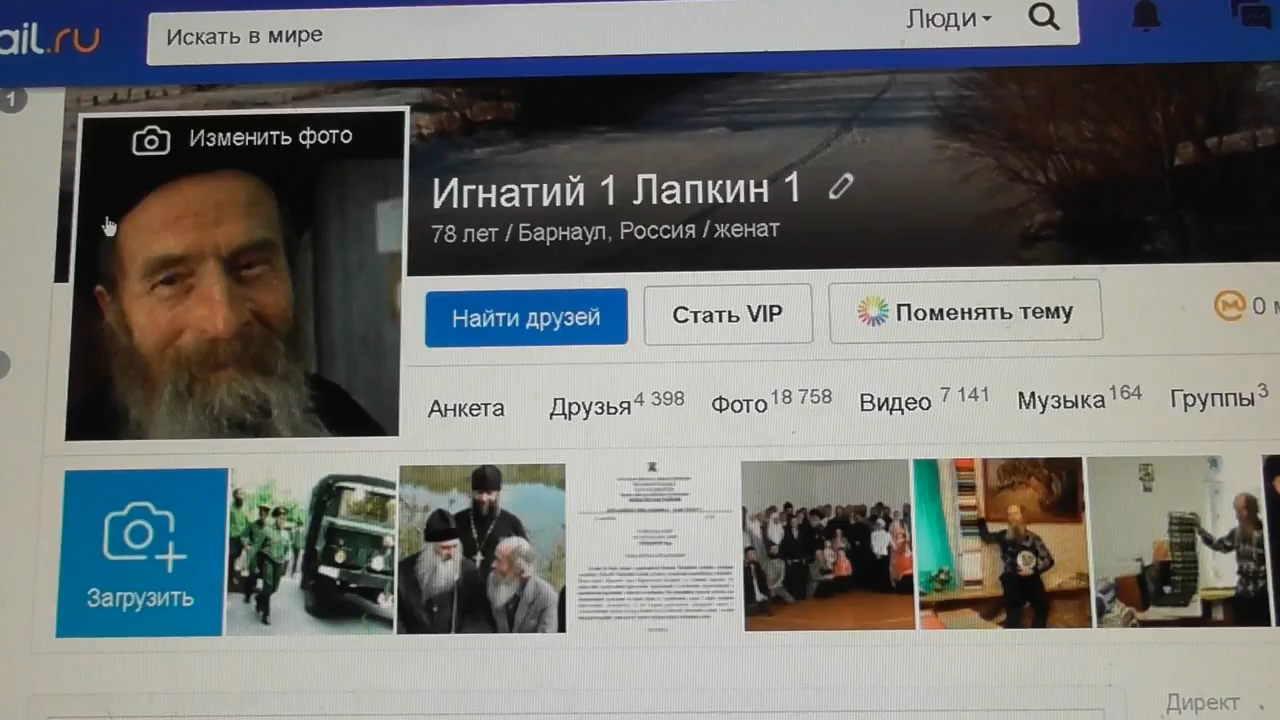 ail.ru
Искать в мире
Люди
1
Изменить фото
Игнатий 1 Лапкин 1
78 лет / Барнаул, Россия / женат
Найти друзей
Стать VIP
Поменять тему
0
Анкета
Друзья 4 398
Фото 18 758
Видео 7 141
Музыка 164
Группы 3
Загрузить
Директ